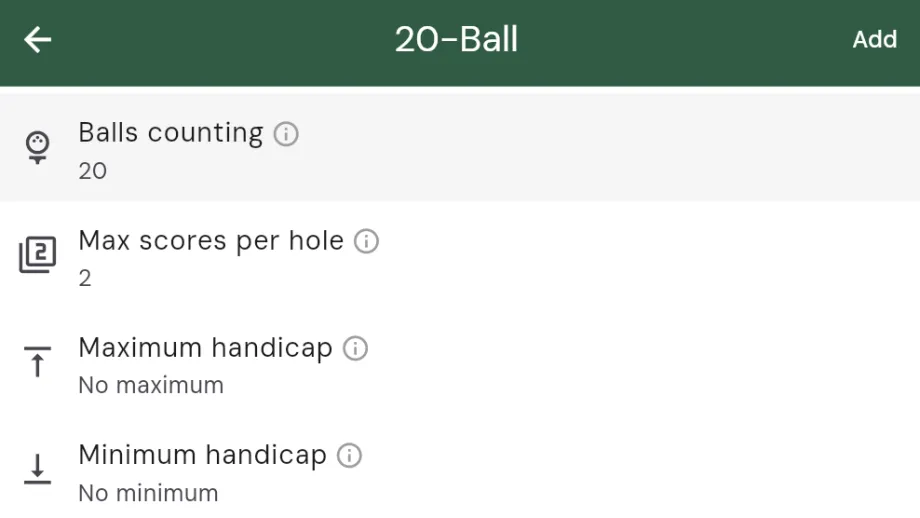 20-Ball
Add
Balls counting
20
Max scores per hole
2
2
Maximum handicap
No maximum
Minimum handicap
No minimum